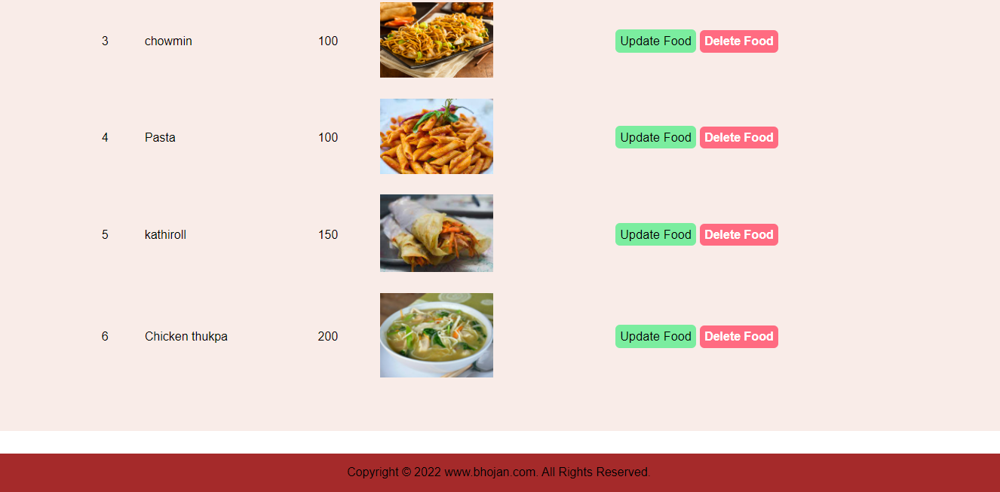 3 chowmin 100 Update Food Delete Food
4 Pasta 100 Update Food Delete Food
5 kathiroll 150 Update Food Delete Food
6 Chicken thukpa 200 Update Food Delete Food
Copyright © 2022 www.bhojan.com. All Rights Reserved.